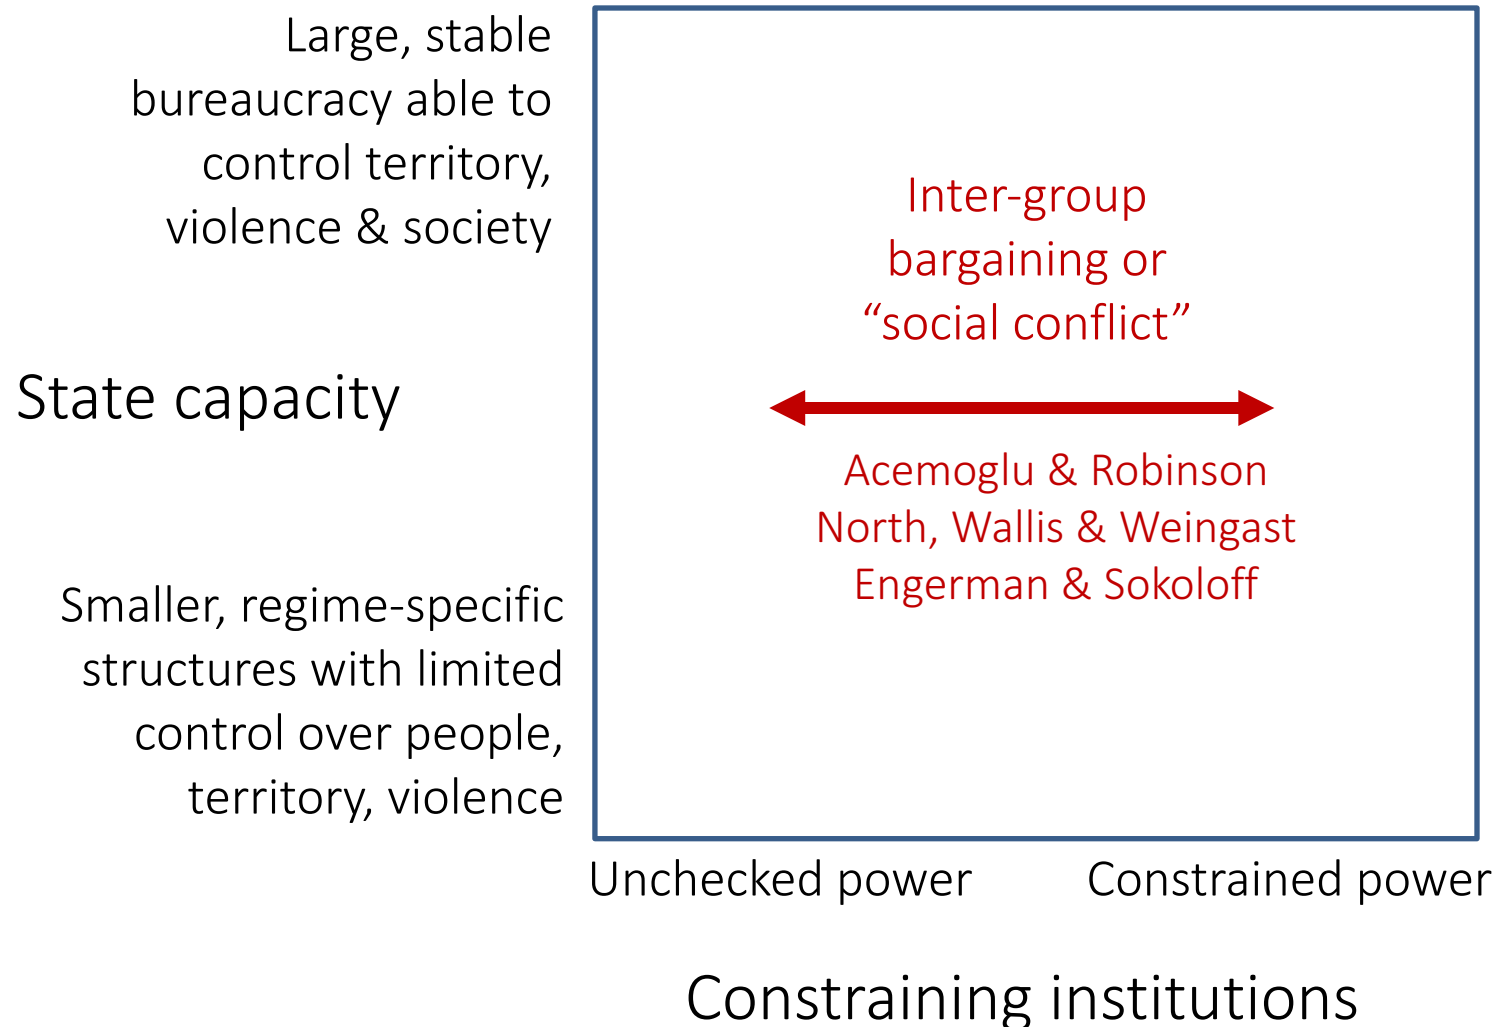 Large, stable
bureaucracy able to
control territory,
violence & society
State capacity
Smaller, regime-specific
structures with limited
control over people,
territory, violence
Inter-group
bargaining or
“social conflict”
Acemoglu & Robinson
North, Wallis & Weingast
Engerman & Sokoloff
Unchecked power
Constrained power
Constraining institutions